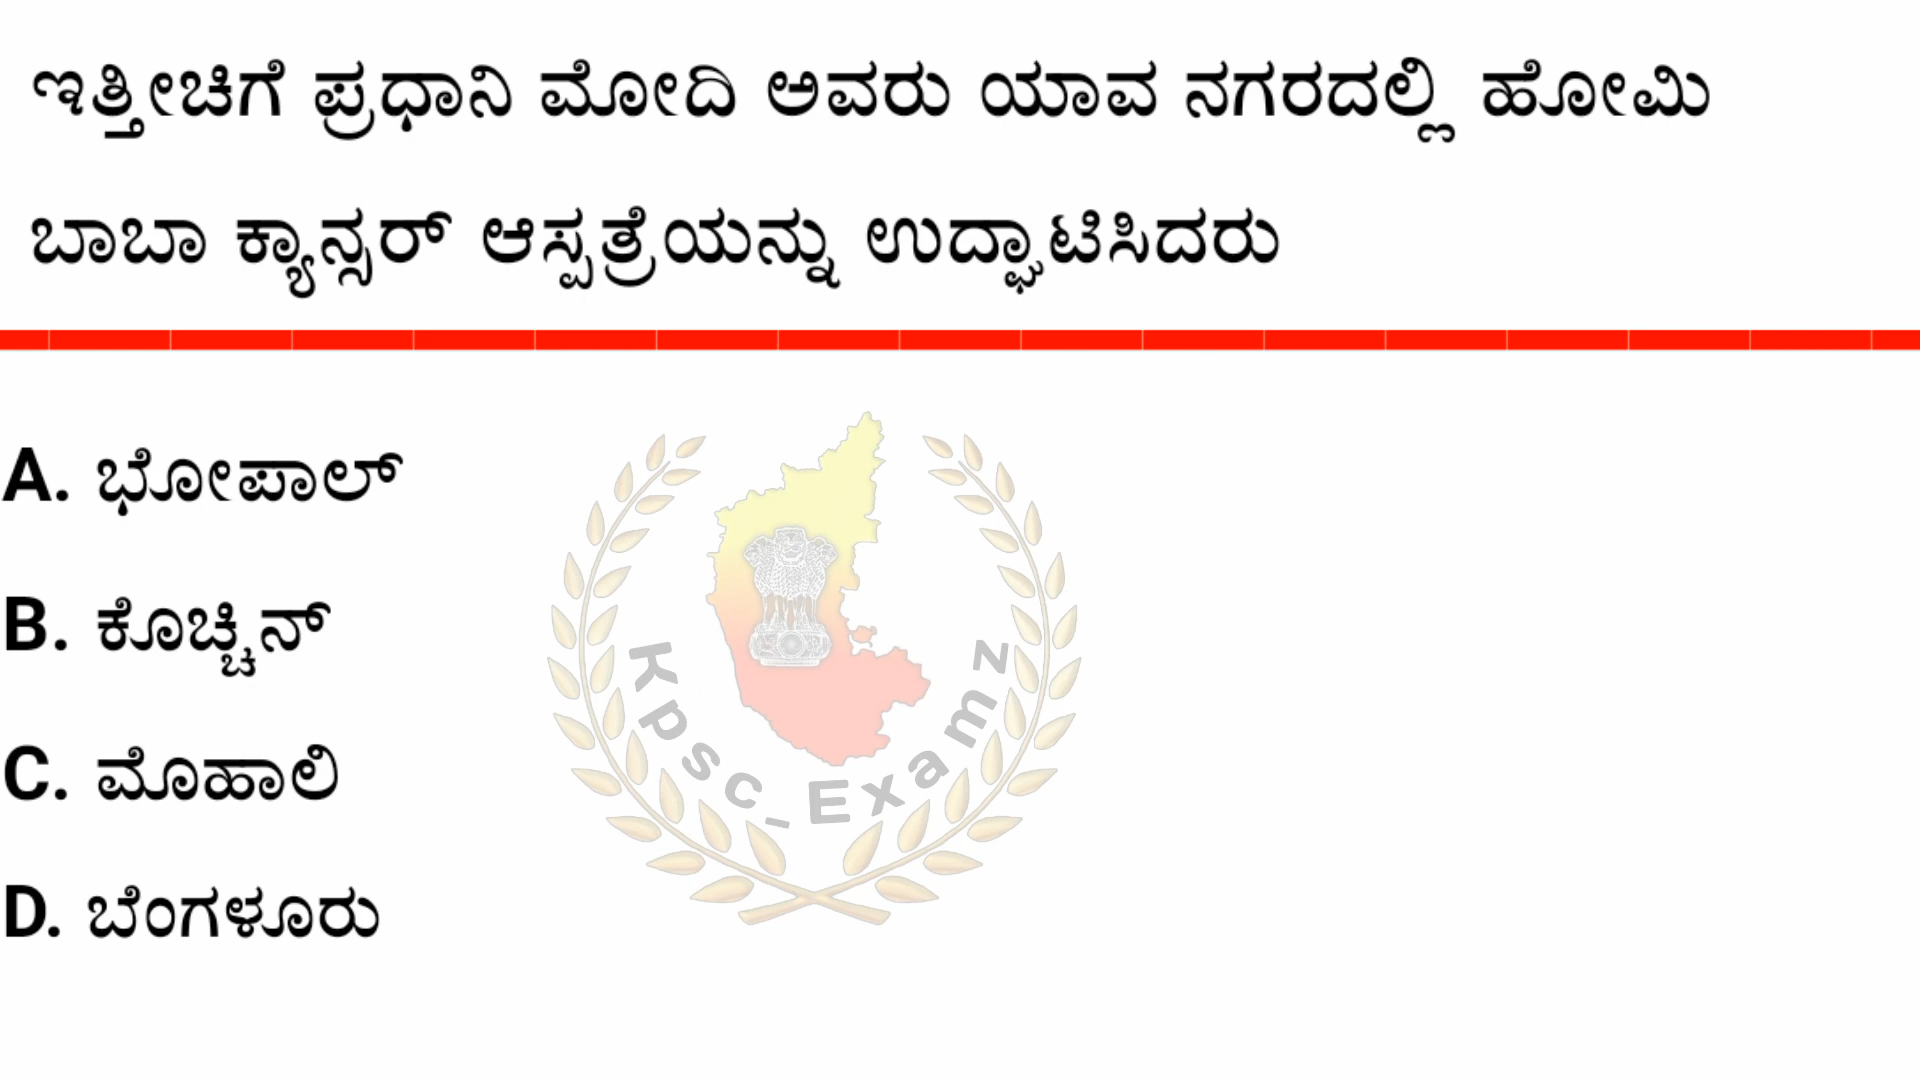 ಇತ್ತೀಚಿಗೆ ಪ್ರಧಾನಿ ಮೋದಿ ಅವರು ಯಾವ ನಗರದಲ್ಲಿ ಹೋಮಿ
ಬಾಬಾ ಕ್ಯಾನ್ಸರ್ ಆಸ್ಪತ್ರೆಯನ್ನು ಉದ್ಘಾಟಿಸಿದರು
A. ಭೋಪಾಲ್
B. ಕೊಚ್ಚಿನ್
C. ಮೊಹಾಲಿ
D. ಬೆಂಗಳೂರು
Kpsc_Examz